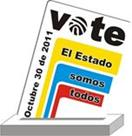 vote
El Estado
somos
todos
Octubre 30 de 2011